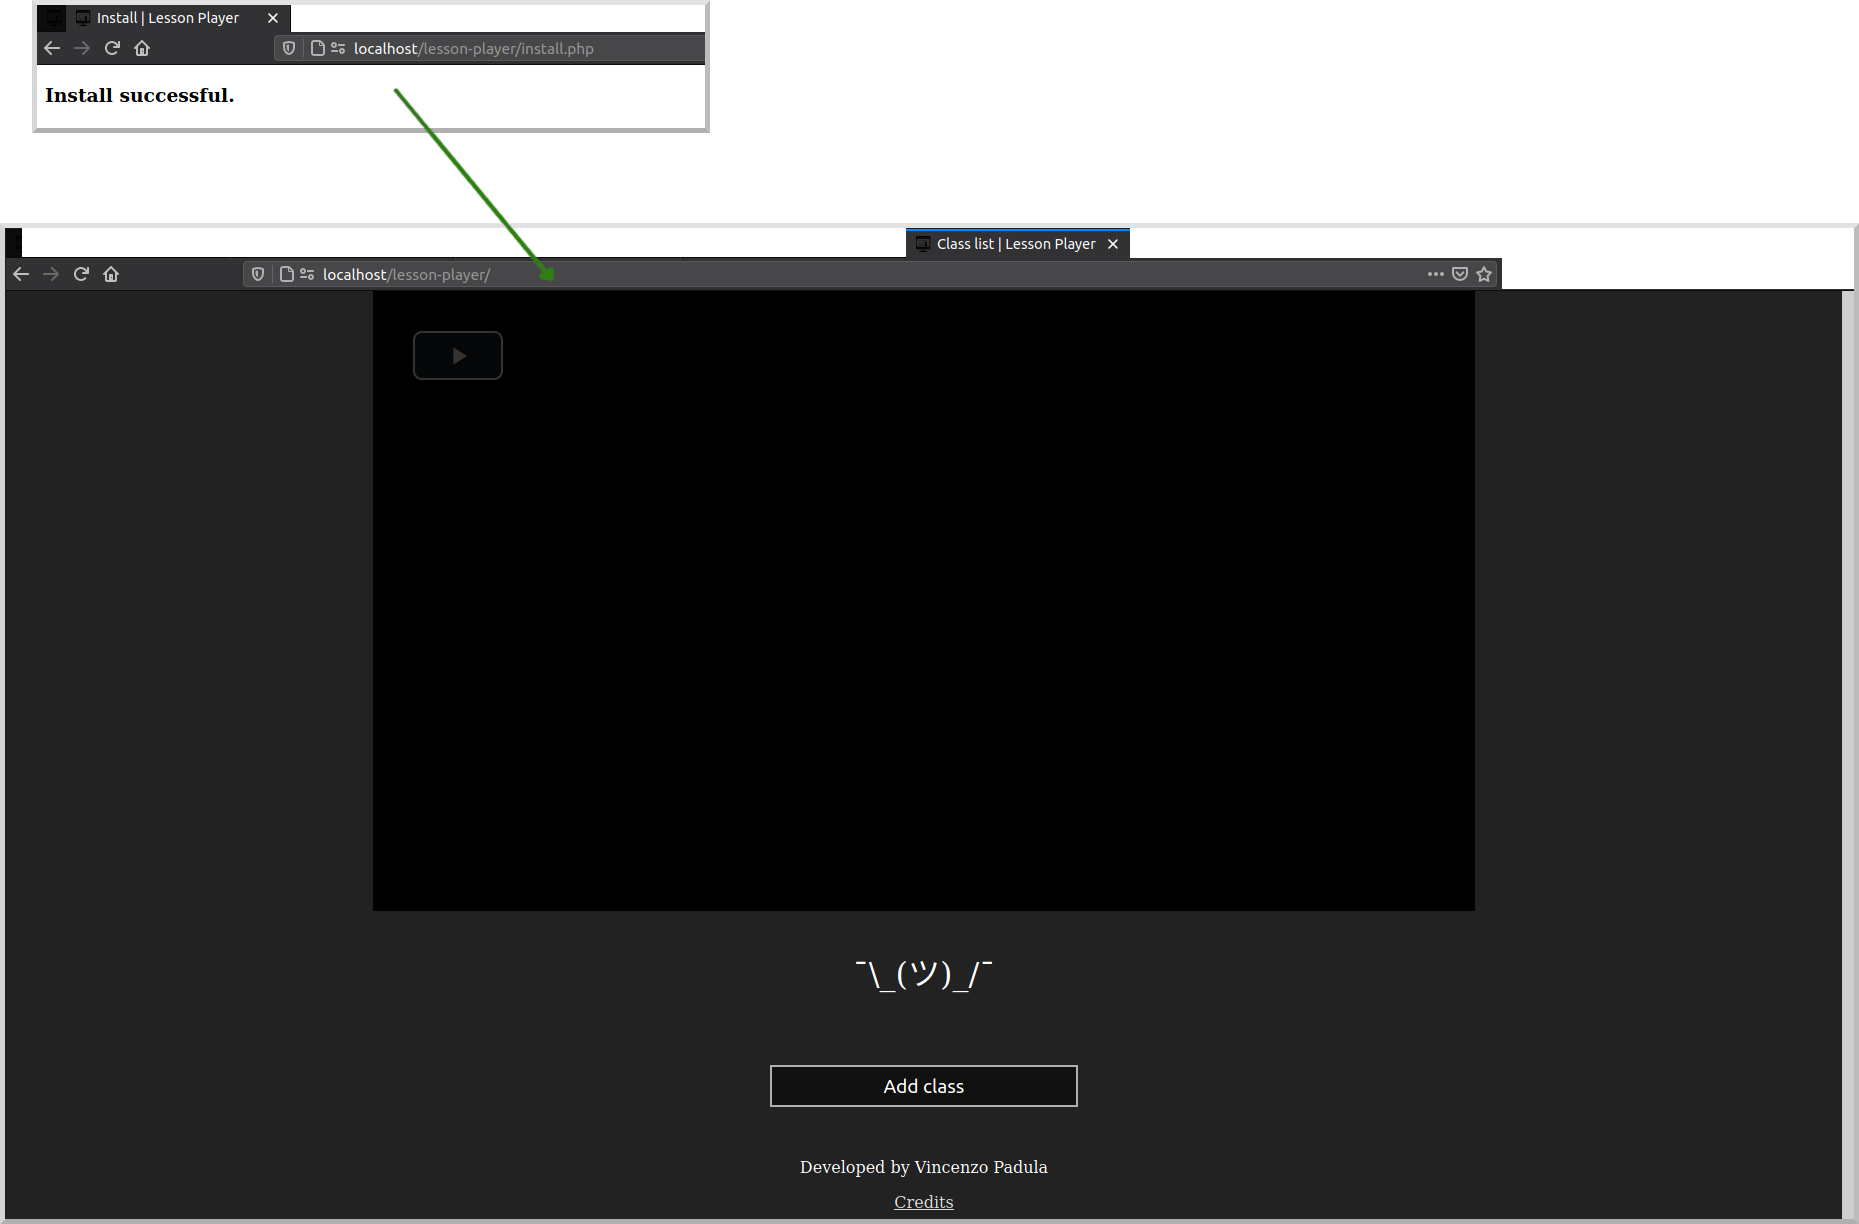 Install | Lesson Player
localhost/lesson-player/install.php
Install successful.
Class list | Lesson Player
localhost/lesson-player/
¯\_(ツ)_/¯
Add class
Developed by Vincenzo Padula
Credits